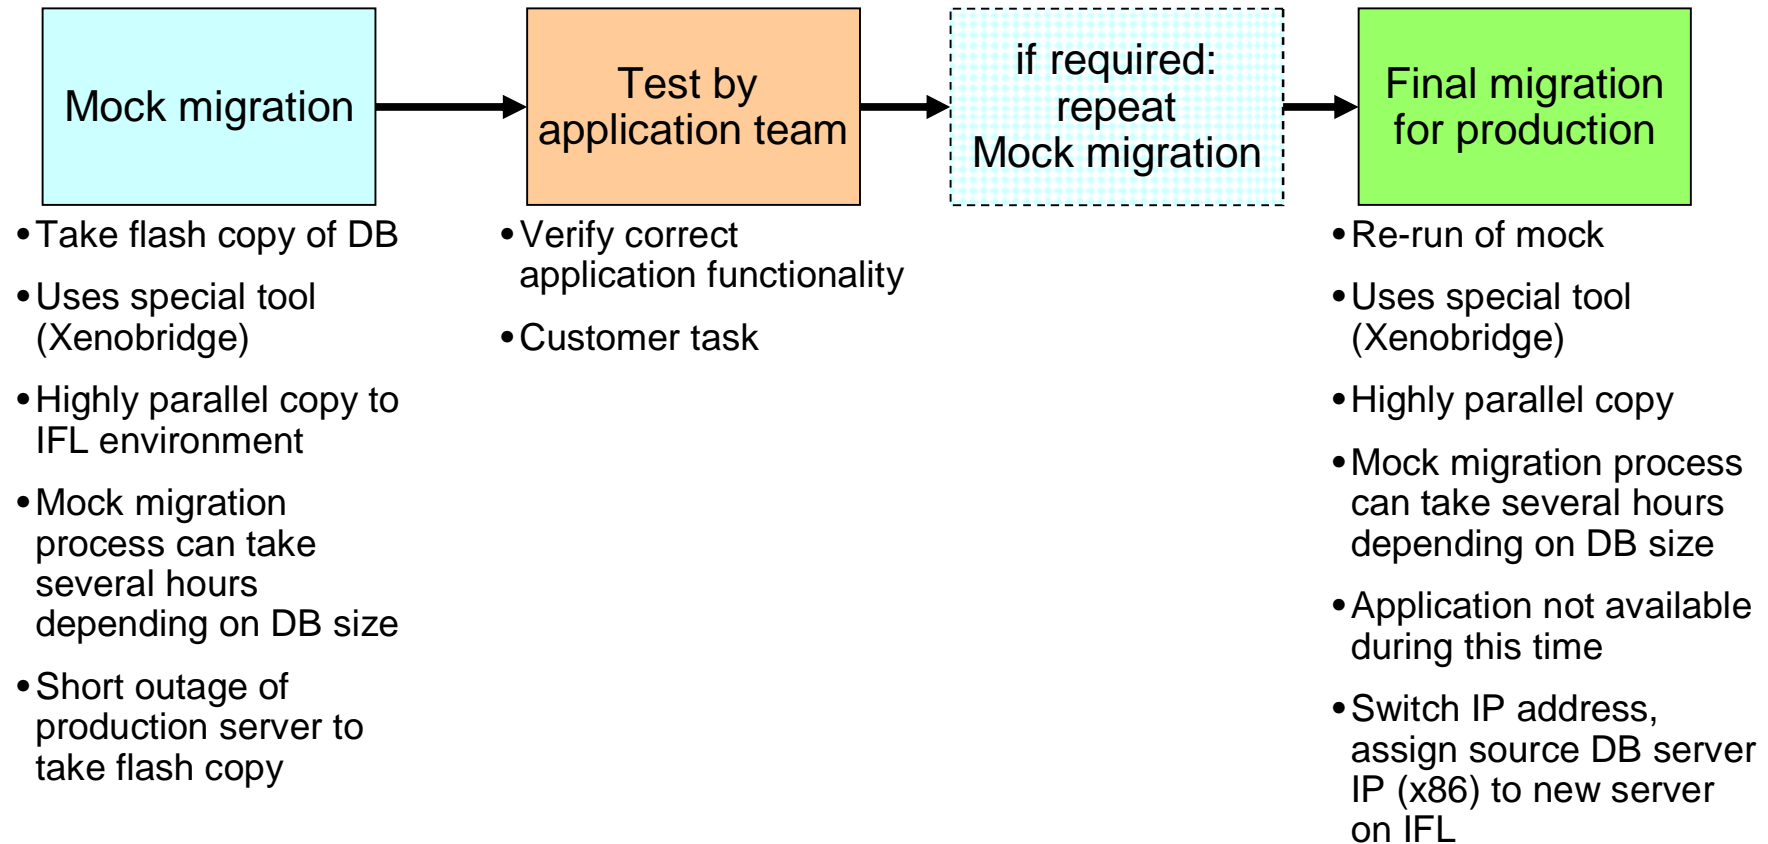 Mock migration
Test by
application team
if required:
repeat
Mock migration
Final migration
for production
•Take flash copy of DB
•Uses special tool
(Xenobridge)
•Highly parallel copy to
IFL environment
•Mock migration
process can take
several hours
depending on DB size
•Short outage of
production server to
take flash copy
•Verify correct
application functionality
•Customer task
•Re-run of mock
•Uses special tool
(Xenobridge)
•Highly parallel copy
•Mock migration process
can take several hours
depending on DB size
•Application not available
during this time
•Switch IP address,
assign source DB server
IP (x86) to new server
on IFL